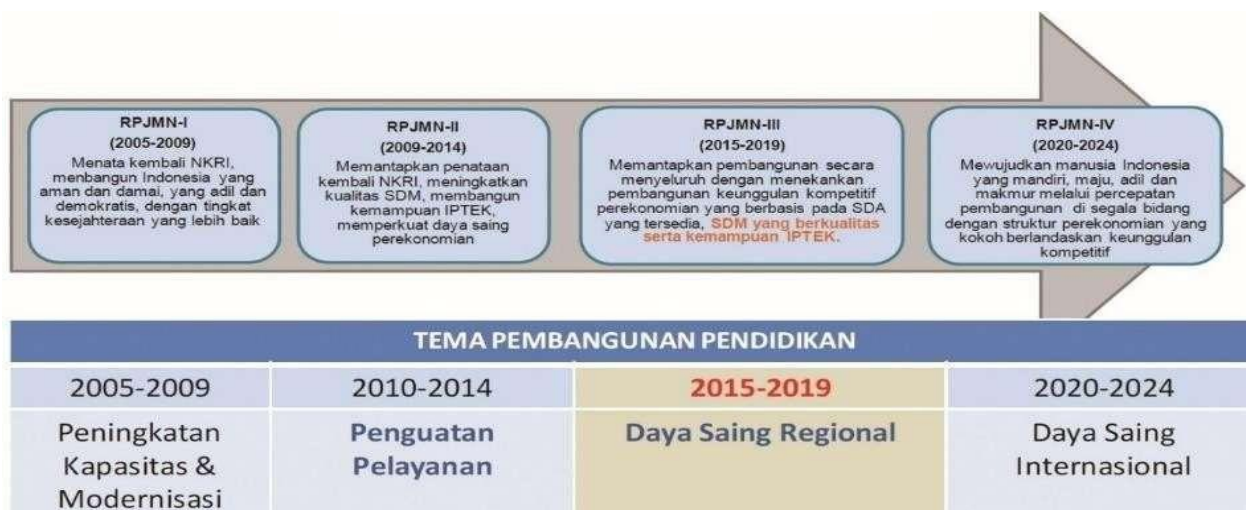 RPJMN-I
(2005-2009)
Menata kembali NKRI,
menbangun Indonesia yang
aman dan damai, yang adil dan
demokratis, dengan tingkat
kesejahteraan yang lebih baik
RPJMN-II
(2009-2014)
Memantapkan penataan
kembali NKRI, meningkatkan
kualitas SDM, membangun
kemampuan IPTEK,
memperkuat daya saing
perekonomian
RPJMN-III
(2015-2019)
Memantapkan pembangunan secara
menyeluruh dengan menekankan
pembangunan keunggulan kompetitif
perekonomian yang berbasis pada SDA
yang tersedia, SDM yang berkualitas
serta kemampuan IPTEK.
RPJMN-IV
(2020-2024)
Mewujudkan manusia Indonesia
yang mandiri, maju, adil dan
makmur melalui percepatan
pembangunan di segala bidang
dengan struktur perekonomian yang
kokoh berlandaskan keunggulan
kompetitif
TEMA PEMBANGUNAN PENDIDIKAN
2005-2009
2010-2014
2015-2019
2020-2024
Peningkatan
Kapasitas &
Modernisasi
Penguatan
Pelayanan
Daya Saing Regional
Daya Saing
Internasional